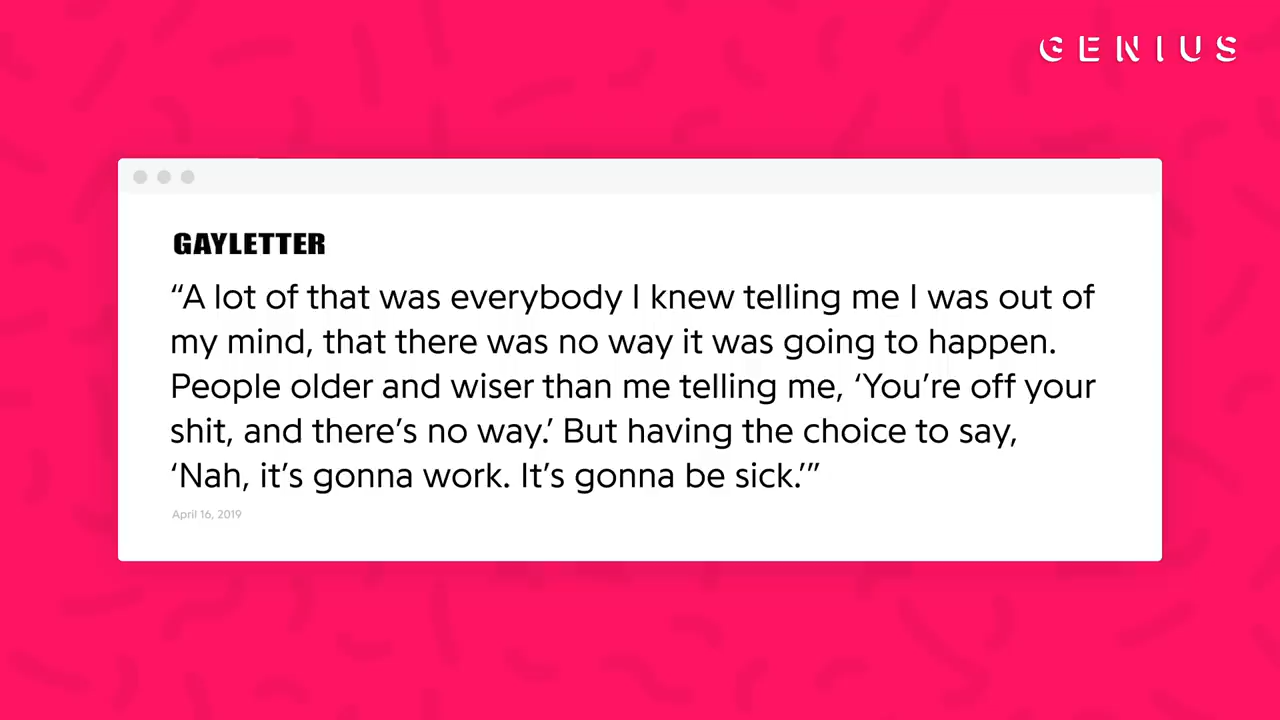 GENIUS
GAYLETTER
“A lot of that was everybody I knew telling me I was out of
my mind, that there was no way it was going to happen.
People older and wiser than me telling me, ‘You’re off your
shit, and there’s no way.’ But having the choice to say,
‘Nah, it’s gonna work. It’s gonna be sick.’”
April 16, 2019